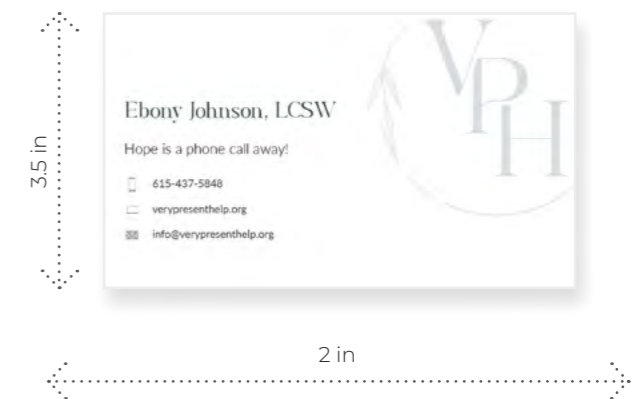 VPH
Ebony Johnson, LCSW
Hope is a phone call away!
615-437-5848
verypresenthelp.org
info@verypresenthelp.org
3.5 in
2 in